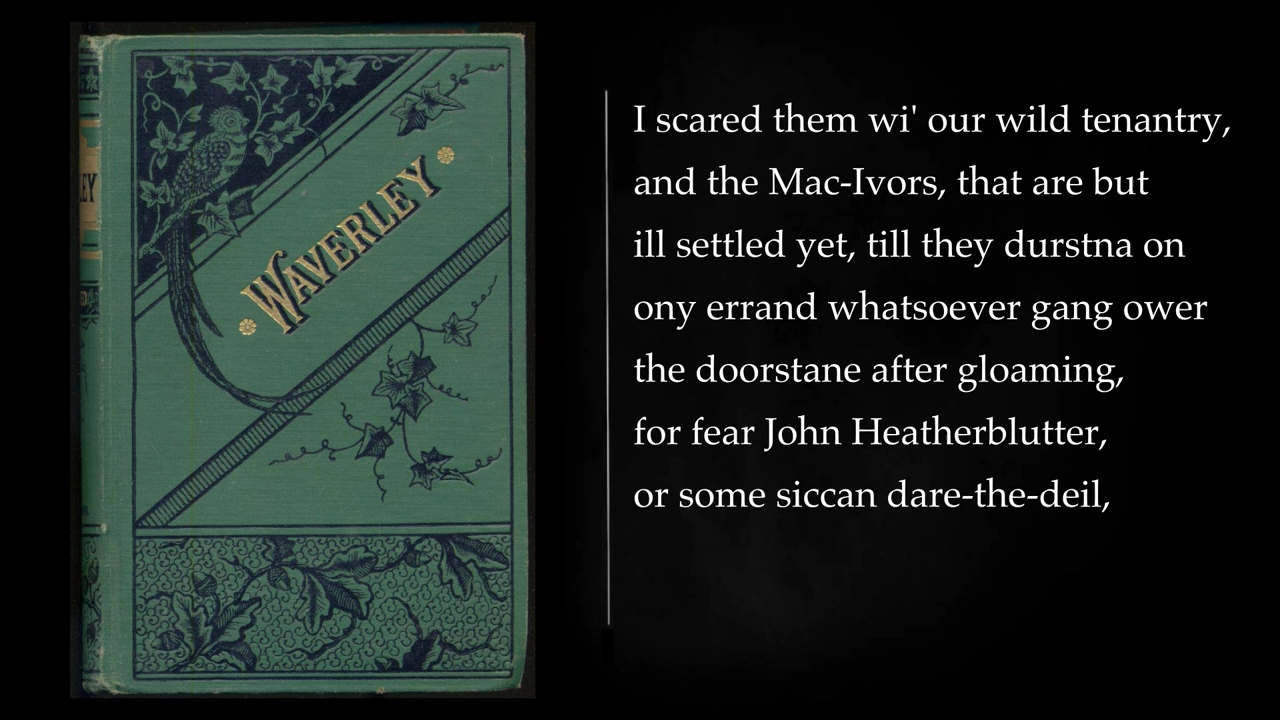 WAVERLEY
I scared them wi' our wild tenantry,
and the Mac-Ivors, that are but
ill settled yet, till they durstna on
ony errand whatsoever gang ower
the doorstane after gloaming,
for fear John Heatherblutter,
or some siccan dare-the-deil,